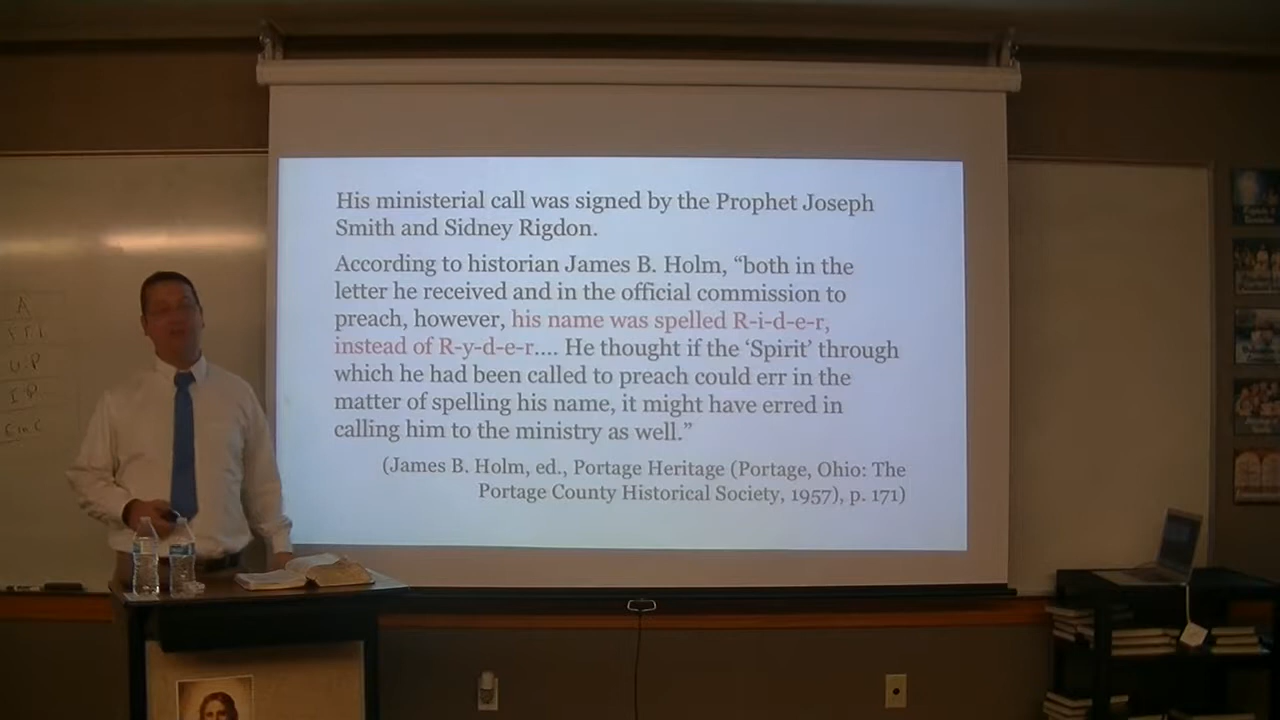 His ministerial call was signed by the Prophet Joseph
Smith and Sidney Rigdon.
According to historian James B. Holm, “both in the
letter he received and in the official commission to
preach, however, his name was spelled R-i-d-e-r,
instead of R-y-d-e-r.... He thought if the ‘Spirit’ through
which he had been called to preach could err in the
matter of spelling his name, it might have erred in
calling him to the ministry as well.”
(James B. Holm, ed., Portage Heritage (Portage, Ohio: The
Portage County Historical Society, 1957), p. 171)
A